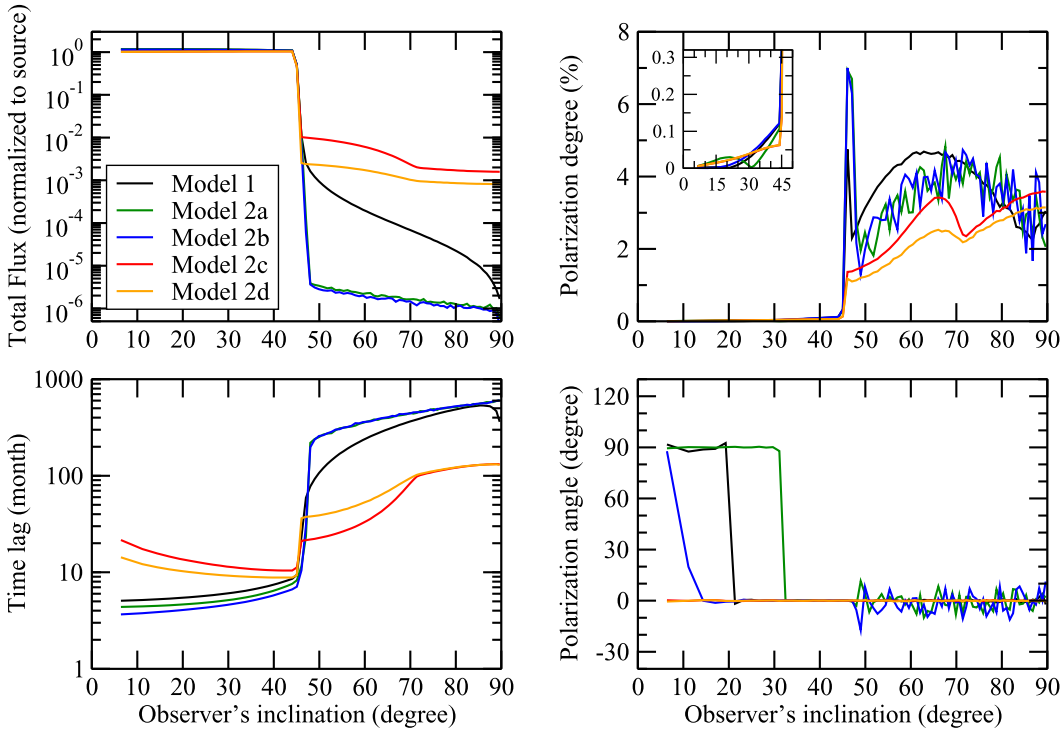 Total Flux (normalized to source)
10^0
10^-1
10^-2
10^-3
10^-4
10^-5
10^-6
Model 1
Model 2a
Model 2b
Model 2c
Model 2d
0 10 20 30 40 50 60 70 80 90
Polarization degree (%)
8
6
4
2
0
0.3
0.2
0.1
0
0 15 30 45
0 10 20 30 40 50 60 70 80 90
Time lag (month)
1000
100
10
1
0 10 20 30 40 50 60 70 80 90
Observer's inclination (degree)
Polarization angle (degree)
120
90
60
30
0
-30
0 10 20 30 40 50 60 70 80 90
Observer's inclination (degree)